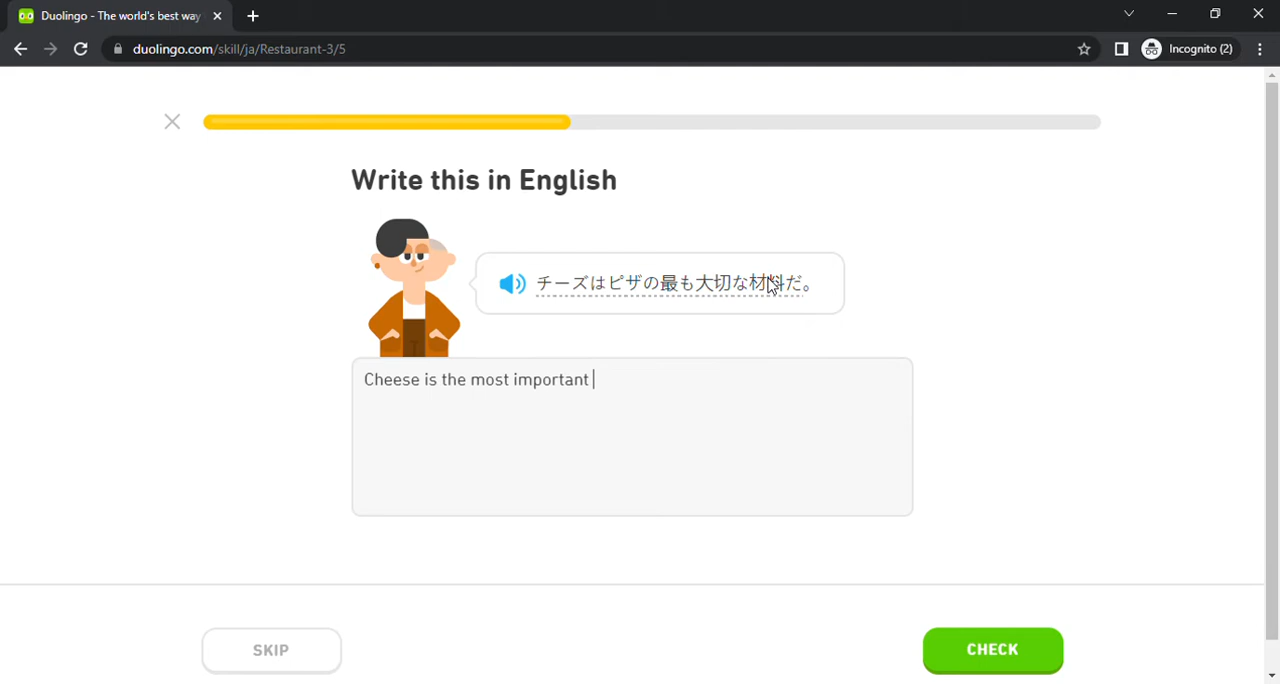 Duolingo - The world's best way
duolingo.com/skill/ja/Restaurant-3/5
Incognito (2)
Write this in English
チーズはピザの最も大切な材料だ。
Cheese is the most important
SKIP
CHECK